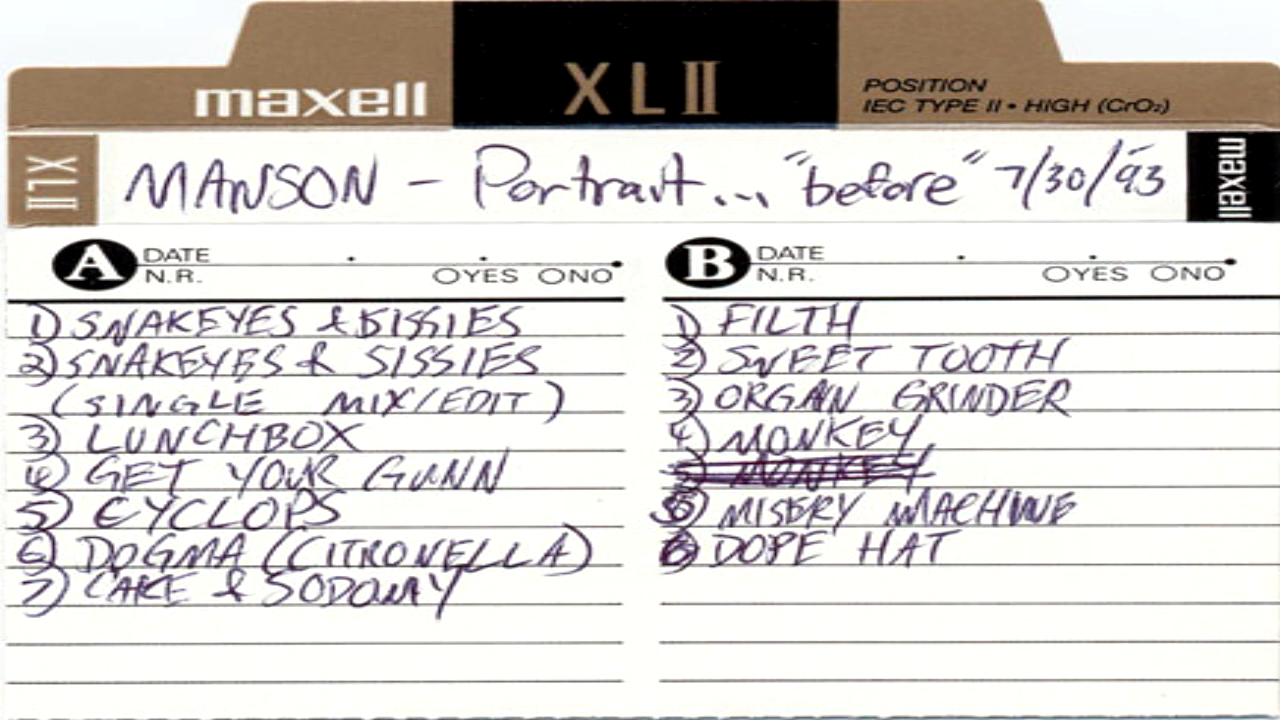 maxell
XLII
POSITION
IEC TYPE II • HIGH (CrO₂)
XLII
MANSON - Portrait... "before" 7/30/93
maxell
A DATE
N.R. OYES ONO
1) SNAKEYES & SISSIES
2) SNAKEYES & SISSIES
(SINGLE MIX/EDIT)
3) LUNCHBOX
4) GET YOUR GUNN
5) CYCLOPS
6) DOGMA (CITRONELLA)
7) CAKE & SODOMY
B DATE
N.R. OYES ONO
1) FILTH
2) SWEET TOOTH
3) ORGAN GRINDER
4) MONKEY
5) MONKEY
5) MISERY MACHINE
6) DOPE HAT